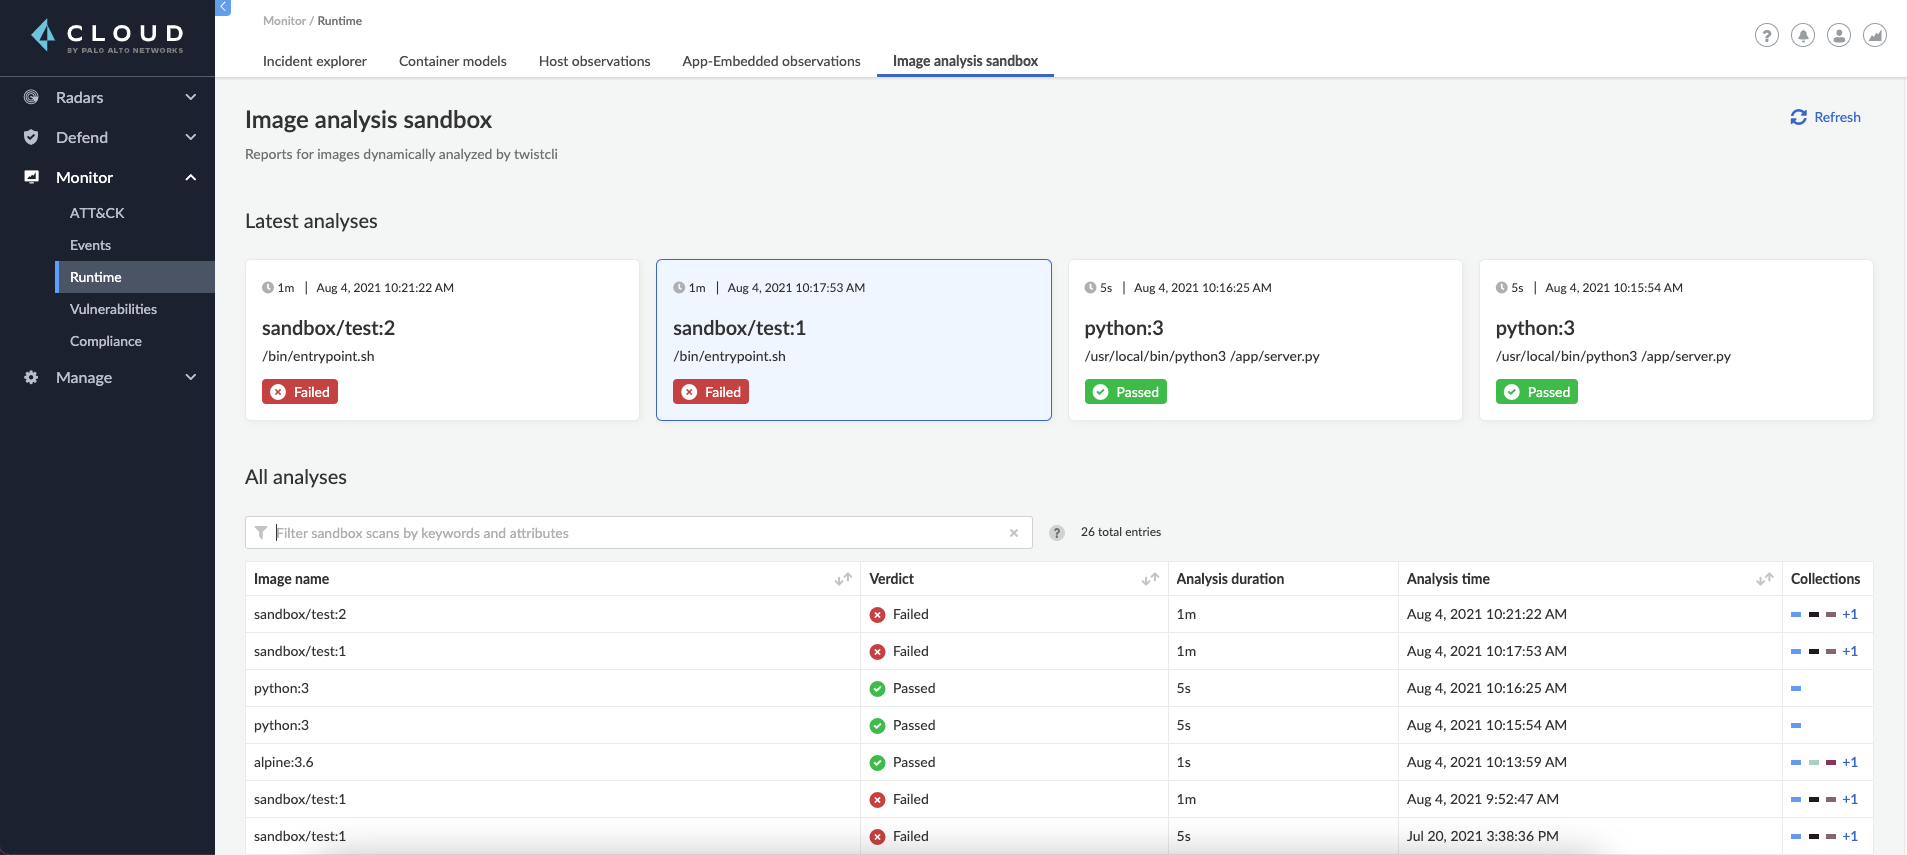 CLOUD
BY PALO ALTO NETWORKS
Radars
Defend
Monitor
ATT&CK
Events
Runtime
Vulnerabilities
Compliance
Manage
Monitor / Runtime
Incident explorer Container models Host observations App-Embedded observations Image analysis sandbox
?
Image analysis sandbox
Refresh
Reports for images dynamically analyzed by twistcli
Latest analyses
1m | Aug 4, 2021 10:21:22 AM
sandbox/test:2
/bin/entrypoint.sh
Failed
1m | Aug 4, 2021 10:17:53 AM
sandbox/test:1
/bin/entrypoint.sh
Failed
5s | Aug 4, 2021 10:16:25 AM
python:3
/usr/local/bin/python3 /app/server.py
Passed
5s | Aug 4, 2021 10:15:54 AM
python:3
/usr/local/bin/python3 /app/server.py
Passed
All analyses
Filter sandbox scans by keywords and attributes
? 26 total entries
Image name Verdict Analysis duration Analysis time Collections
sandbox/test:2 Failed 1m Aug 4, 2021 10:21:22 AM +1
sandbox/test:1 Failed 1m Aug 4, 2021 10:17:53 AM +1
python:3 Passed 5s Aug 4, 2021 10:16:25 AM
python:3 Passed 5s Aug 4, 2021 10:15:54 AM
alpine:3.6 Passed 1s Aug 4, 2021 10:13:59 AM +1
sandbox/test:1 Failed 1m Aug 4, 2021 9:52:47 AM +1
sandbox/test:1 Failed 5s Jul 20, 2021 3:38:36 PM +1